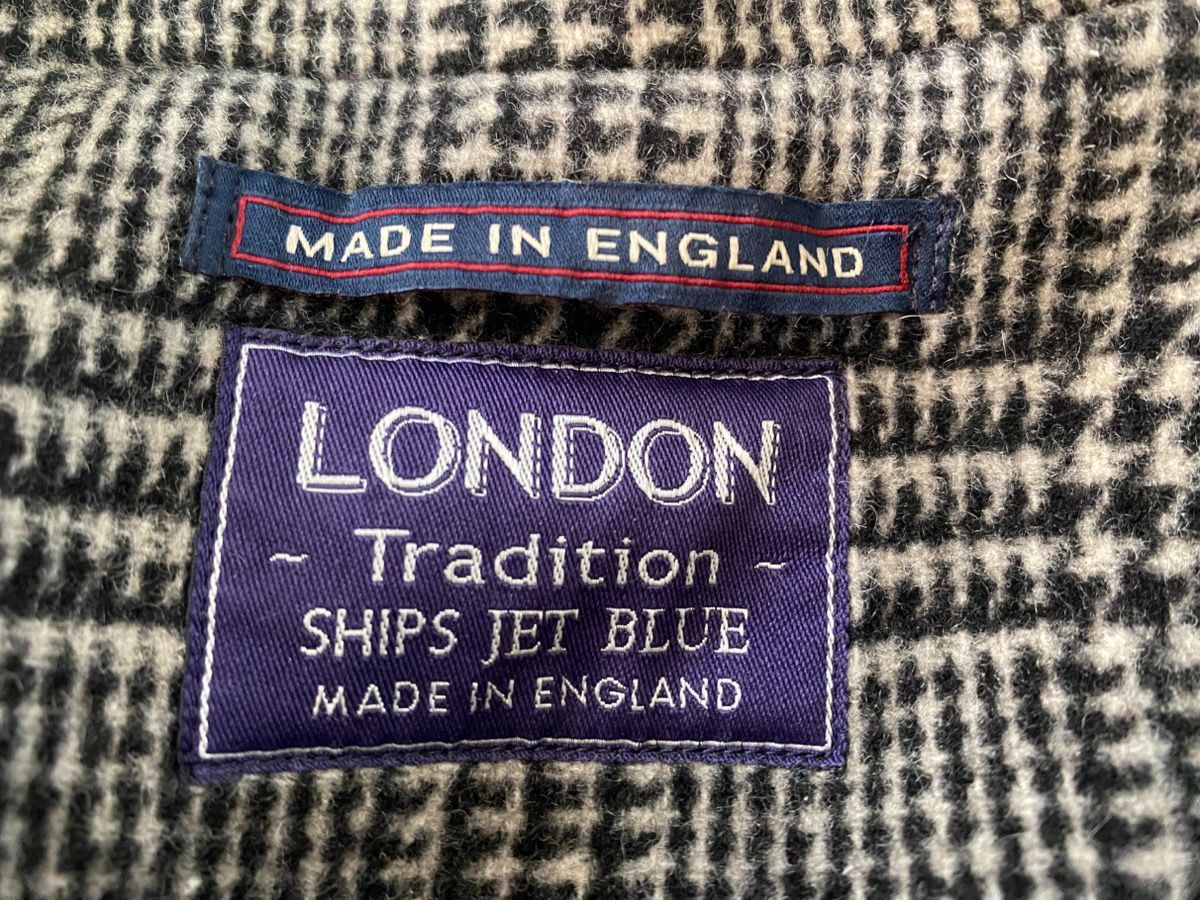 MADE IN ENGLAND
LONDON
~ Tradition ~
SHIPS JET BLUE
MADE IN ENGLAND